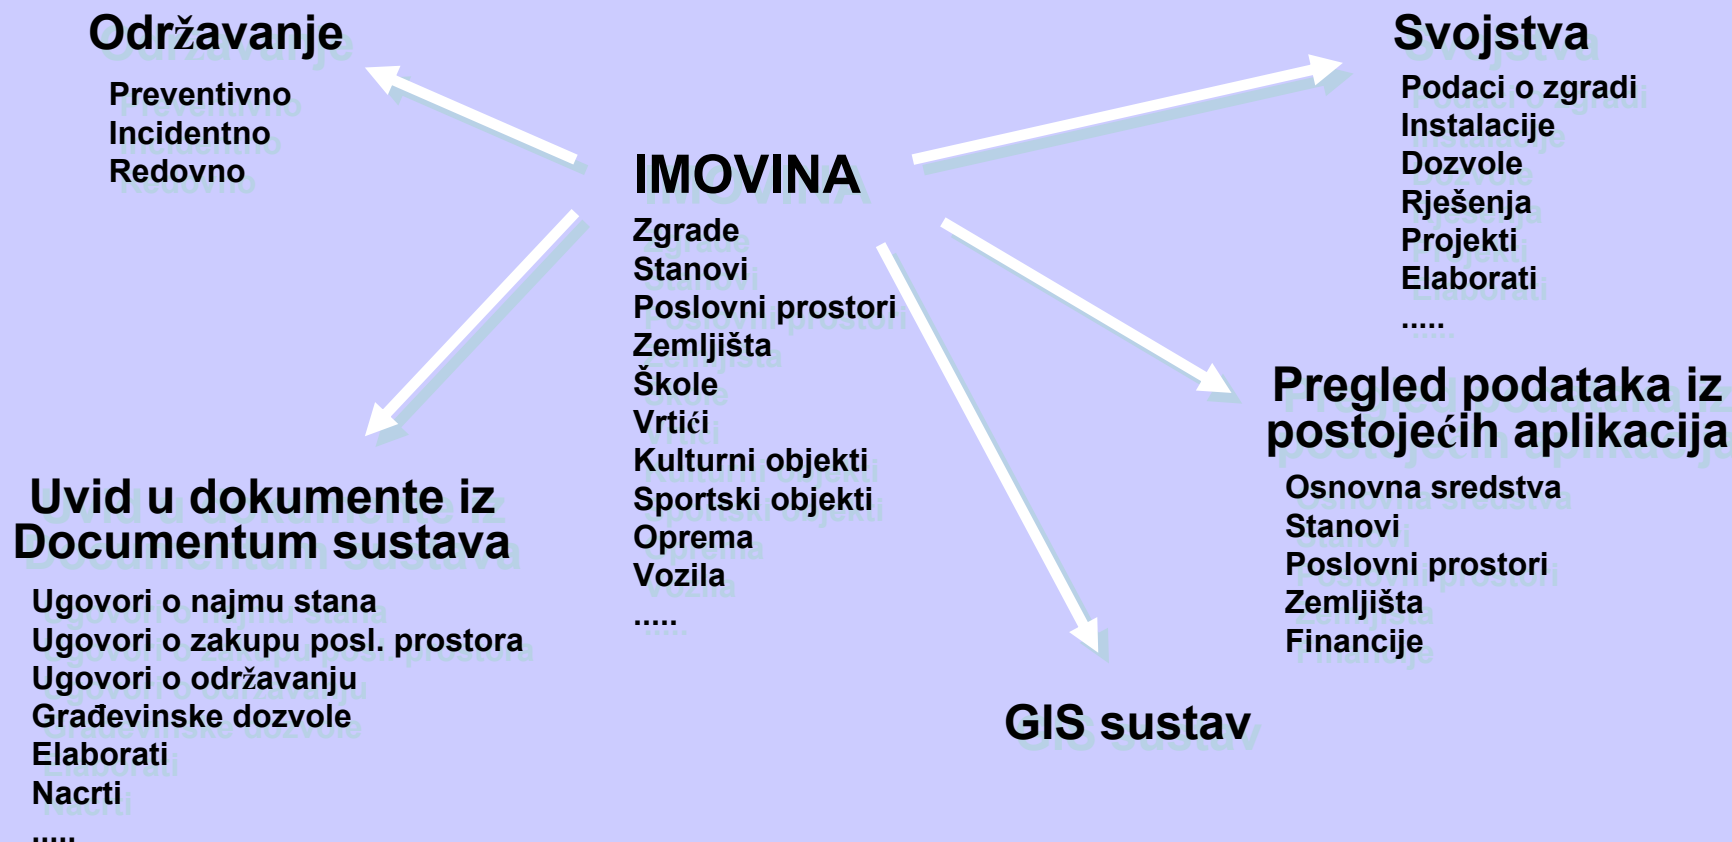 Održavanje
Preventivno
Incidentno
Redovno
Svojstva
Podaci o zgradi
Instalacije
Dozvole
Rješenja
Projekti
Elaborati
.....
IMOVINA
Zgrade
Stanovi
Poslovni prostori
Zemljišta
Škole
Vrtići
Kulturni objekti
Sportski objekti
Oprema
Vozila
.....
Pregled podataka iz
postojećih aplikacija
Osnovna sredstva
Stanovi
Poslovni prostori
Zemljišta
Financije
Uvid u dokumente iz
Documentum sustava
Ugovori o najmu stana
Ugovori o zakupu posl. prostora
Ugovori o održavanju
Građevinske dozvole
Elaborati
Nacrti
.....
GIS sustav